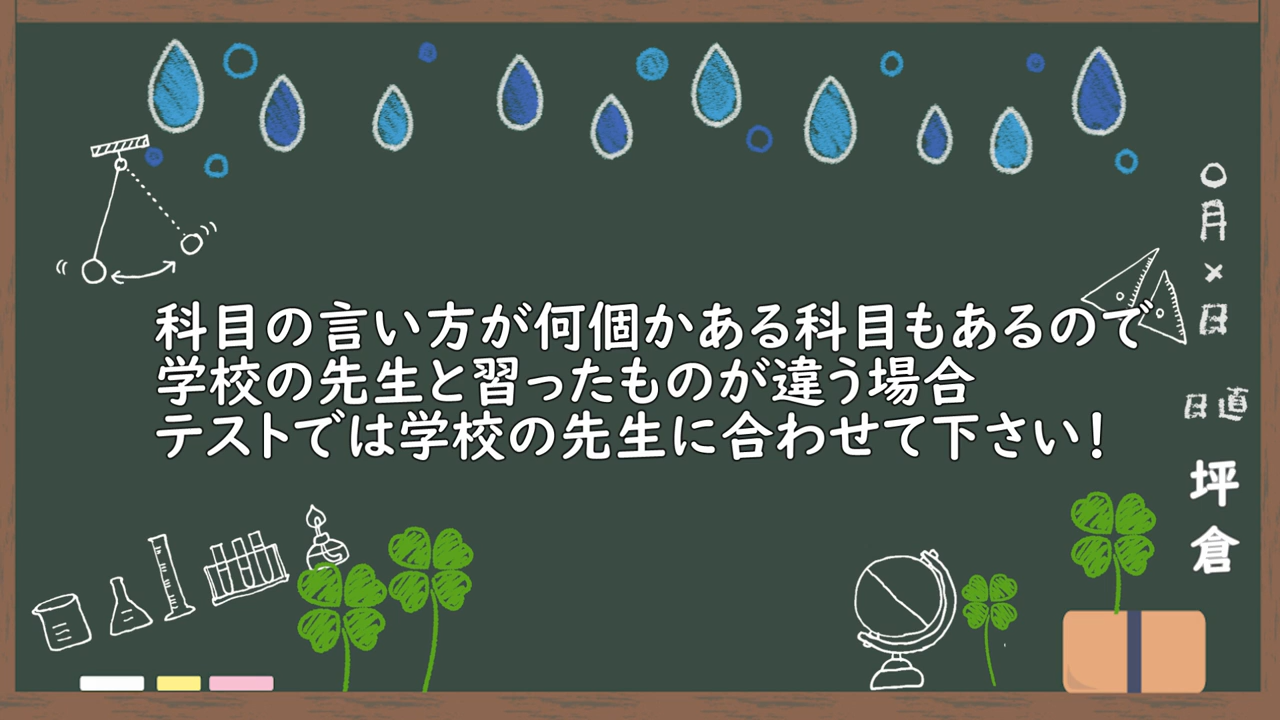 科目の言い方が何個かある科目もあるので
学校の先生と習ったものが違う場合
テストでは学校の先生に合わせて下さい!
〇月×日
日直
坪倉